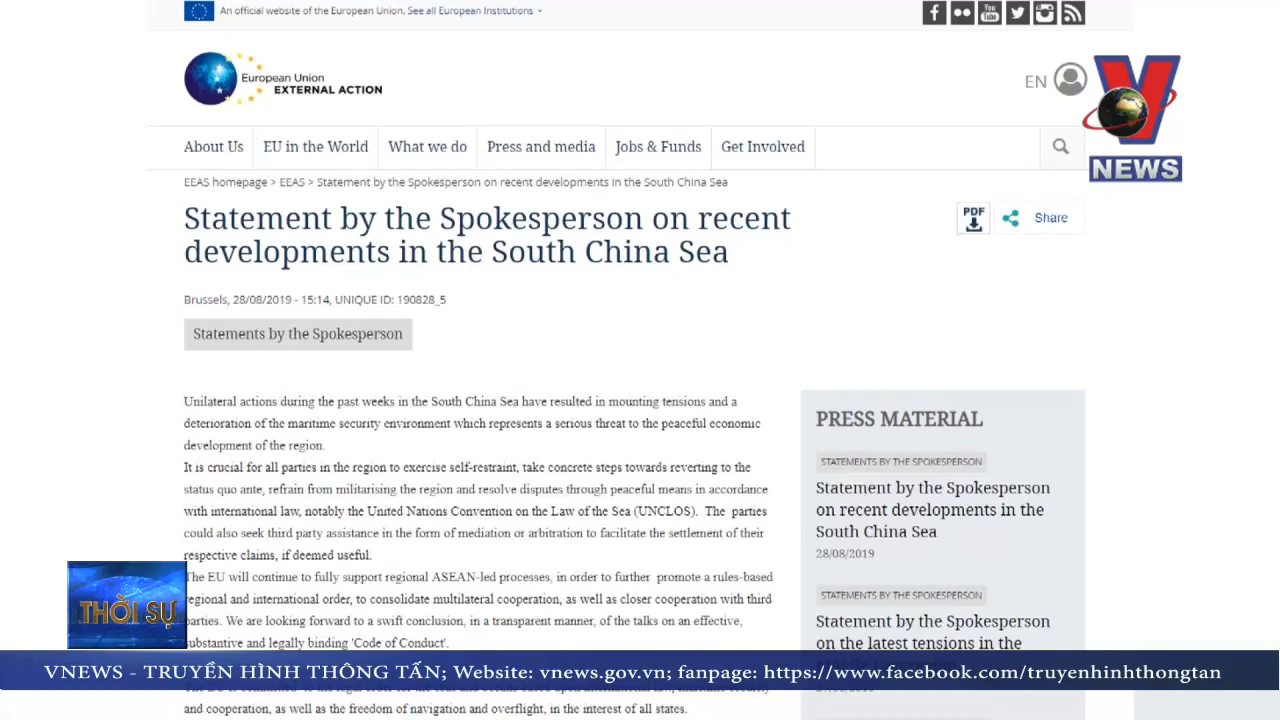 An official website of the European Union. See all European Institutions
European Union
EXTERNAL ACTION
EN
V
NEWS
About Us
EU in the World
What we do
Press and media
Jobs & Funds
Get Involved
EEAS homepage > EEAS > Statement by the Spokesperson on recent developments in the South China Sea
Statement by the Spokesperson on recent
developments in the South China Sea
PDF
Share
Brussels, 28/08/2019 - 15:14, UNIQUE ID: 190828_5
Statements by the Spokesperson
Unilateral actions during the past weeks in the South China Sea have resulted in mounting tensions and a
deterioration of the maritime security environment which represents a serious threat to the peaceful economic
development of the region.
It is crucial for all parties in the region to exercise self-restraint, take concrete steps towards reverting to the
status quo ante, refrain from militarising the region and resolve disputes through peaceful means in accordance
with international law, notably the United Nations Convention on the Law of the Sea (UNCLOS). The parties
could also seek third party assistance in the form of mediation or arbitration to facilitate the settlement of their
respective claims, if deemed useful.
The EU will continue to fully support regional ASEAN-led processes, in order to further promote a rules-based
regional and international order, to consolidate multilateral cooperation, as well as closer cooperation with third
parties. We are looking forward to a swift conclusion, in a transparent manner, of the talks on an effective,
substantive and legally binding 'Code of Conduct'.
and cooperation, as well as the freedom of navigation and overflight, in the interest of all states.
PRESS MATERIAL
STATEMENTS BY THE SPOKESPERSON
Statement by the Spokesperson
on recent developments in the
South China Sea
28/08/2019
STATEMENTS BY THE SPOKESPERSON
Statement by the Spokesperson
on the latest tensions in the
THỜI SỰ
VNEWS - TRUYỀN HÌNH THÔNG TẤN; Website: vnews.gov.vn; fanpage: https://www.facebook.com/truyenhinhthongtan